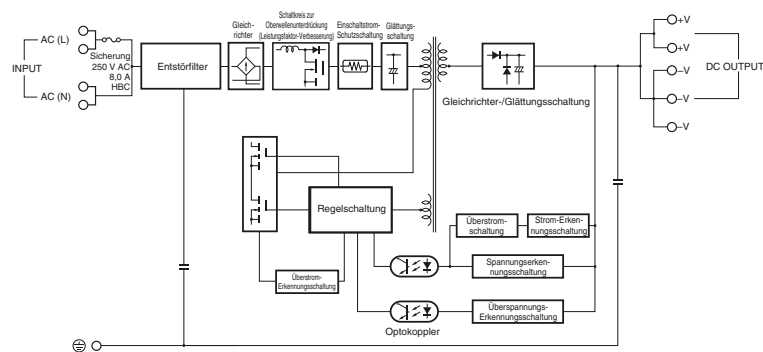 INPUT
AC (L)
Sicherung
250 V AC
8,0 A
HBC
AC (N)
Entstörfilter
Gleich-
richter
Schaltkreis zur
Oberwellenunterdrückung
(Leistungsfaktor-Verbesserung)
Einschaltstrom-
Schutzschaltung
Glättungs-
schaltung
Gleichrichter-/Glättungsschaltung
+V
+V
–V
–V
–V
DC OUTPUT
Regelschaltung
Überstrom-
Erkennungsschaltung
Überstrom-
schaltung
Strom-Erken-
nungsschaltung
Spannungserken-
nungsschaltung
Überspannungs-
Erkennungsschaltung
Optokoppler